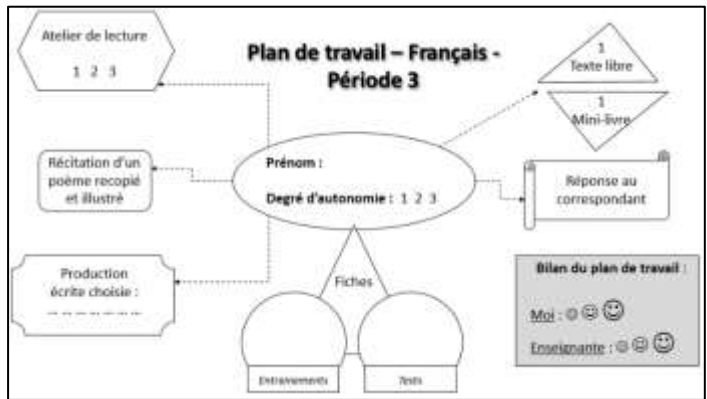 Plan de travail – Français -
Période 3
Atelier de lecture
1 2 3
1
Texte libre
1
Mini-livre
Récitation d'un
poème recopié
et illustré
Prénom :
Degré d'autonomie : 1 2 3
Réponse au
correspondant
Production
écrite choisie :
Fiches
Entrainements
Tests
Bilan du plan de travail :
Moi :
Enseignante :